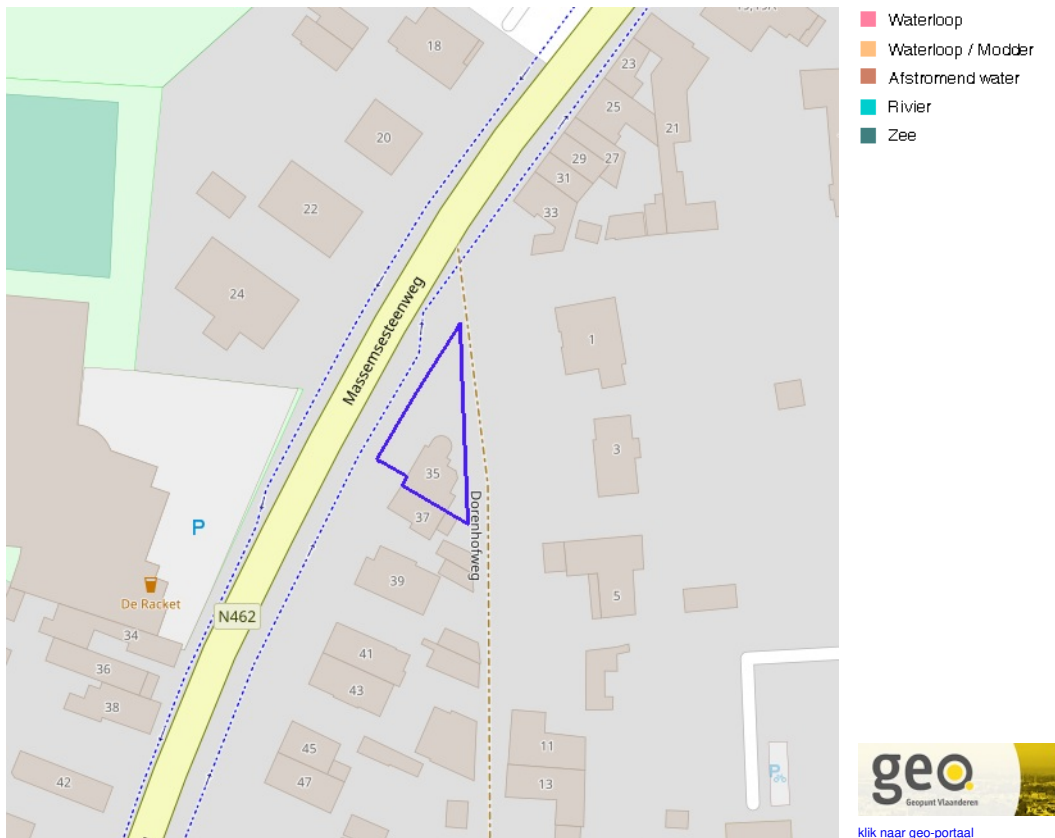 18
20
22
24
23
25
21
29
27
31
33
Massemsesteenweg
1
3
35
37
Dorenhofweg
39
5
P
De Racket
N462
34
36
38
41
43
45
47
42
11
13
P
Waterloop
Waterloop / Modder
Afstromend water
Rivier
Zee
geo
Geopunt Vlaanderen
klik naar geo-portaal